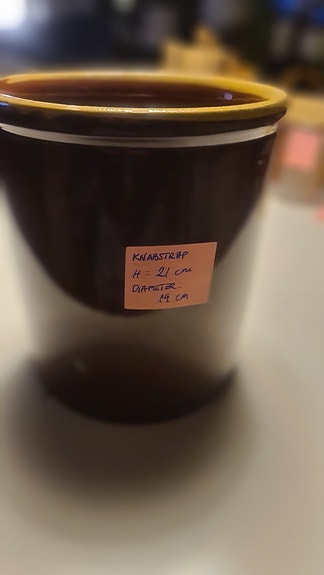 KNABSTRUP
H = 21 cm
DIAMETER.
19 CM